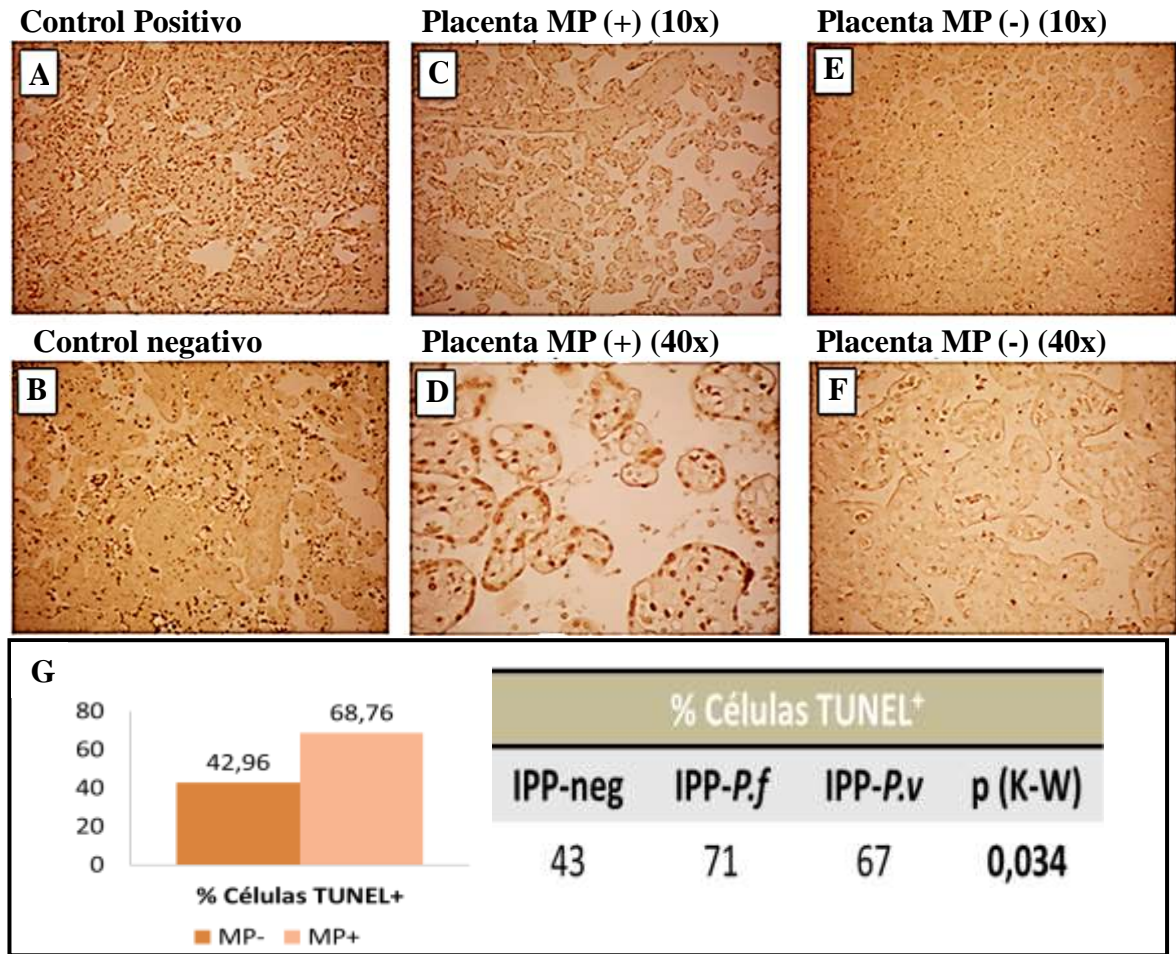 Control Positivo
Placenta MP (+) (10x)
Placenta MP (-) (10x)
A
C
E
Control negativo
Placenta MP (+) (40x)
Placenta MP (-) (40x)
B
D
F
G
80
60
40
20
0
42,96
68,76
% Células TUNEL+
MP-
MP+
% Células TUNEL+
IPP-neg IPP-P.f IPP-P.v p (K-W)
43 71 67 0,034